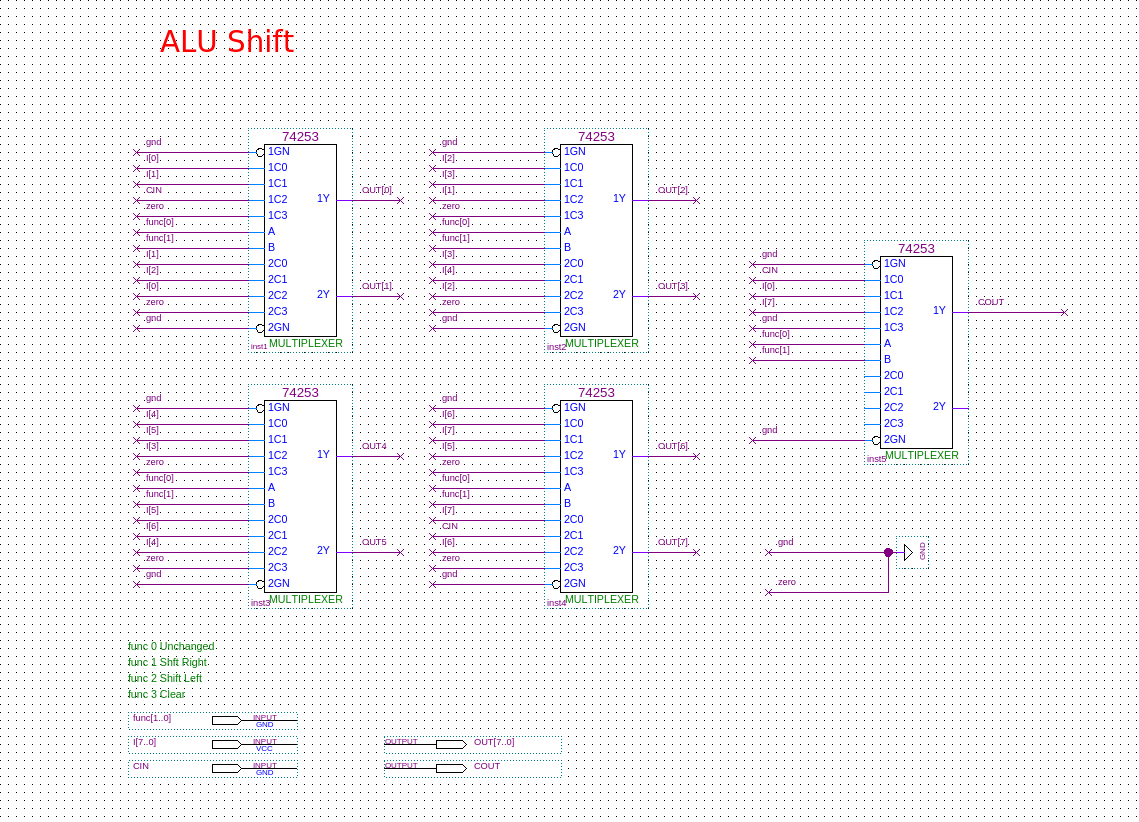 ALU Shift
74253
gnd 1GN
I[0] 1C0
I[1] 1C1
CIN 1C2 1Y OUT[0]
zero 1C3
func[0] A
func[1] B
I[1] 2C0
I[2] 2C1
I[0] 2C2 2Y OUT[1]
zero 2C3
gnd 2GN
inst1 MULTIPLEXER
74253
gnd 1GN
I[2] 1C0
I[3] 1C1
I[1] 1C2 1Y OUT[2]
zero 1C3
func[0] A
func[1] B
I[3] 2C0
I[4] 2C1
I[2] 2C2 2Y OUT[3]
zero 2C3
gnd 2GN
inst2 MULTIPLEXER
74253
gnd 1GN
CIN 1C0
I[0] 1C1
I[7] 1C2 1Y COUT
gnd 1C3
func[0] A
func[1] B
2C0
2C1
2C2 2Y
2C3
gnd 2GN
inst5 MULTIPLEXER
74253
gnd 1GN
I[4] 1C0
I[5] 1C1
I[3] 1C2 1Y OUT4
zero 1C3
func[0] A
func[1] B
I[5] 2C0
I[6] 2C1
I[4] 2C2 2Y OUT5
zero 2C3
gnd 2GN
inst3 MULTIPLEXER
74253
gnd 1GN
I[6] 1C0
I[7] 1C1
I[5] 1C2 1Y OUT[6]
zero 1C3
func[0] A
func[1] B
I[7] 2C0
CIN 2C1
I[6] 2C2 2Y OUT[7]
zero 2C3
gnd 2GN
inst4 MULTIPLEXER
gnd GND
zero
func 0 Unchanged
func 1 Shft Right
func 2 Shift Left
func 3 Clear
func[1..0] INPUT
GND
I[7..0] INPUT
VCC
CIN INPUT
GND
OUTPUT OUT[7..0]
OUTPUT COUT